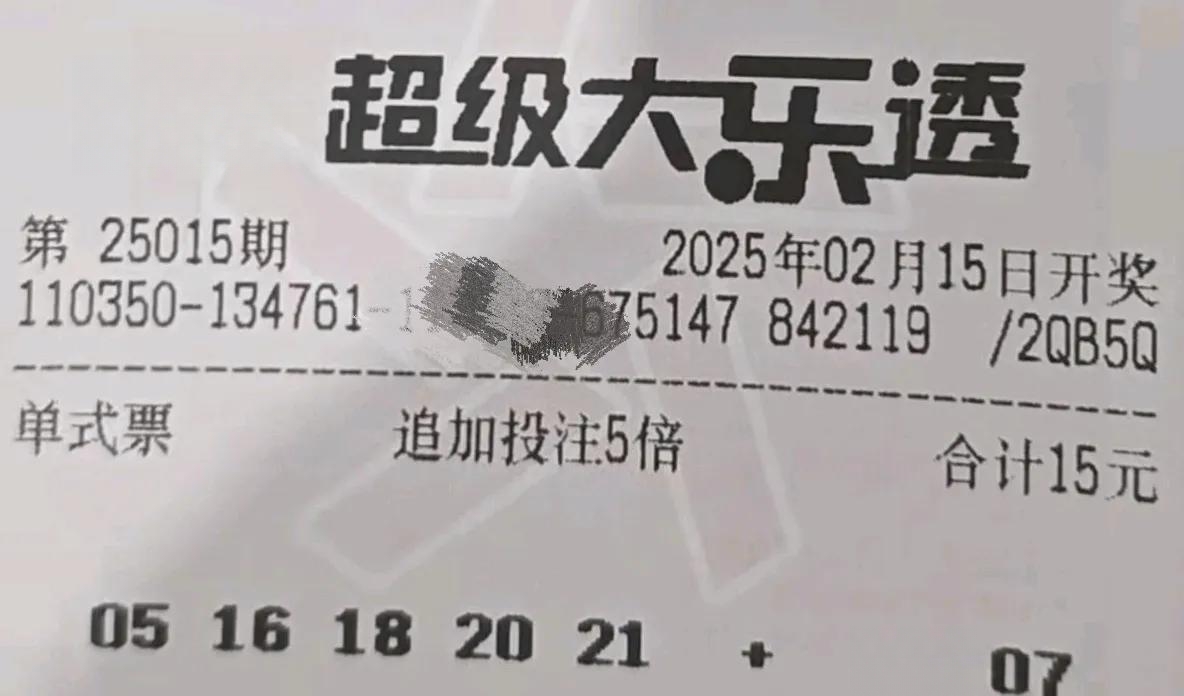 超级大乐透
第 25015期 2025年02月15日开奖
110350-134761- 675147 842119 /2QB5Q
单式票 追加投注5倍 合计15元
05 16 18 20 21 + 07